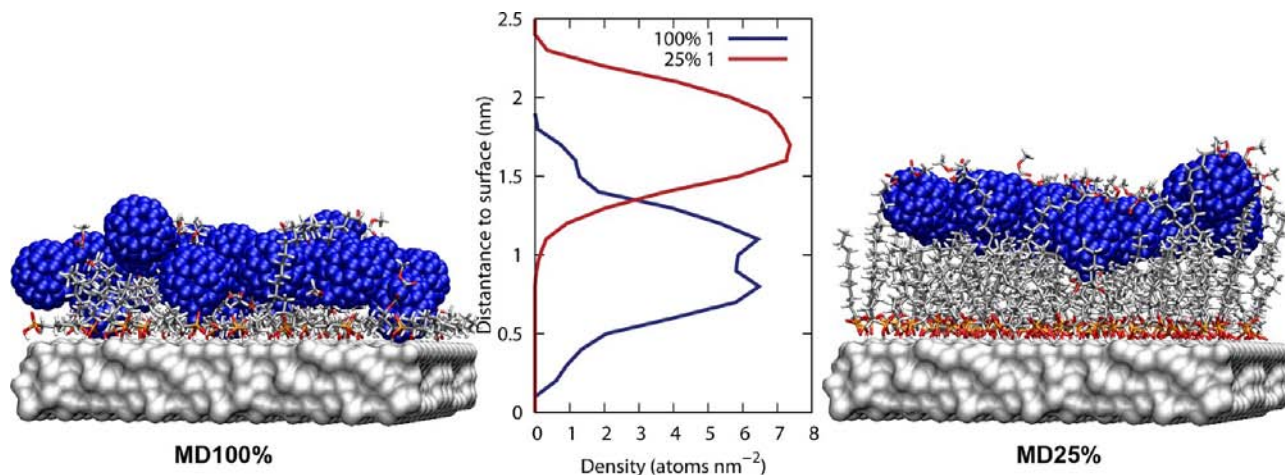 2.5
2
1.5
1
0.5
0
Distantance to surface (nm)
100% 1
25% 1
0 1 2 3 4 5 6 7 8
Density (atoms nm⁻²)
MD100%
MD25%